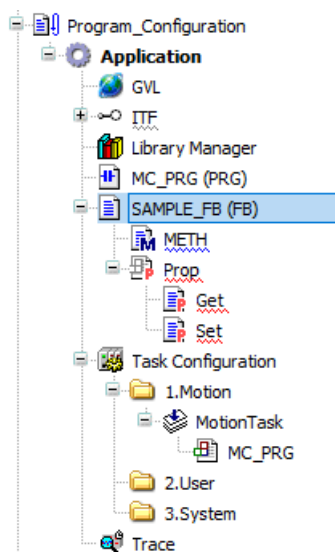 Program_Configuration
Application
GVL
ITF
Library Manager
MC_PRG (PRG)
SAMPLE_FB (FB)
METH
Prop
Get
Set
Task Configuration
1.Motion
MotionTask
MC_PRG
2.User
3.System
Trace